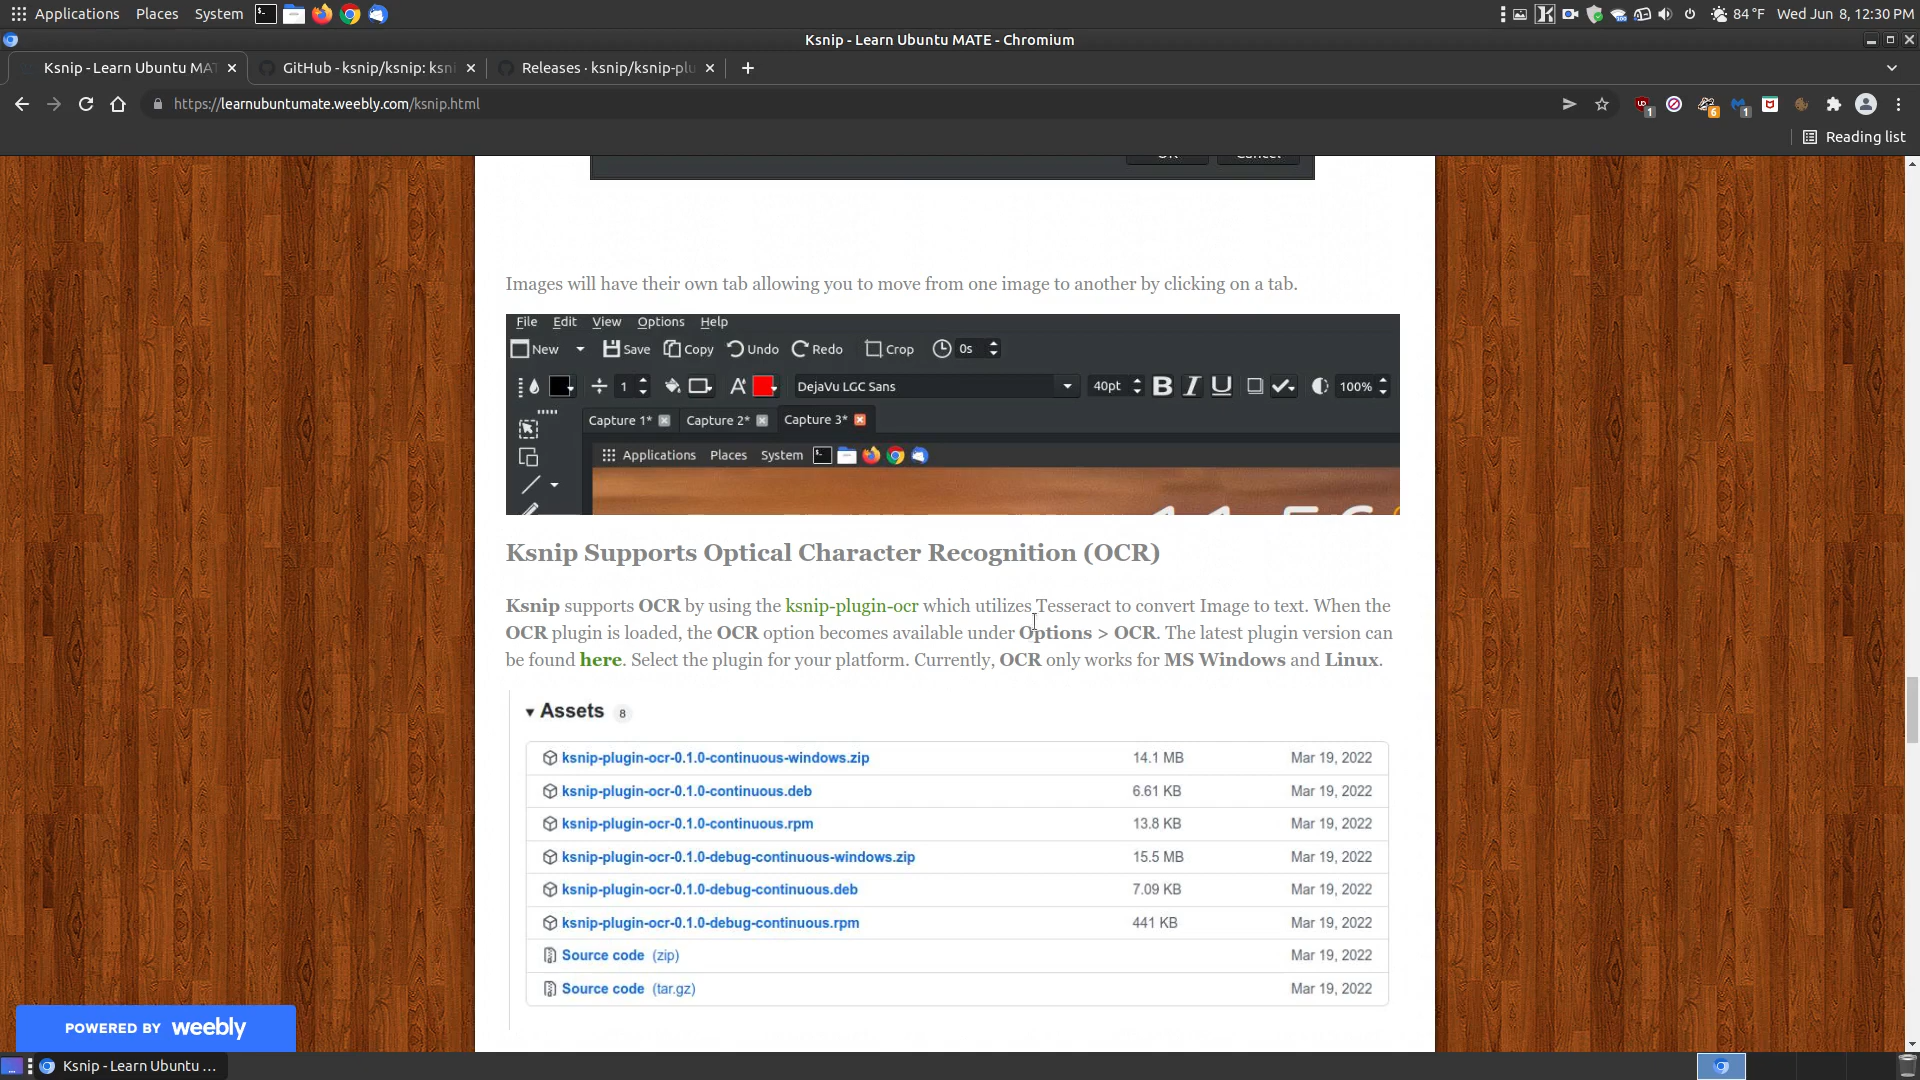 Applications Places System 84 °F Wed Jun 8, 12:30 PM
Ksnip - Learn Ubuntu MATE - Chromium
Ksnip - Learn Ubuntu MAT GitHub - ksnip/ksnip: ksni Releases · ksnip/ksnip-plu
https://learnubuntumate.weebly.com/ksnip.html 1 6 1
Reading list
OK Cancel
Images will have their own tab allowing you to move from one image to another by clicking on a tab.
File Edit View Options Help
New Save Copy Undo Redo Crop 0s
1 DejaVu LGC Sans 40pt B I U 100%
Capture 1* Capture 2* Capture 3*
Applications Places System
Ksnip Supports Optical Character Recognition (OCR)
Ksnip supports OCR by using the ksnip-plugin-ocr which utilizes Tesseract to convert Image to text. When the
OCR plugin is loaded, the OCR option becomes available under Options > OCR. The latest plugin version can
be found here. Select the plugin for your platform. Currently, OCR only works for MS Windows and Linux.
Assets 8
ksnip-plugin-ocr-0.1.0-continuous-windows.zip 14.1 MB Mar 19, 2022
ksnip-plugin-ocr-0.1.0-continuous.deb 6.61 KB Mar 19, 2022
ksnip-plugin-ocr-0.1.0-continuous.rpm 13.8 KB Mar 19, 2022
ksnip-plugin-ocr-0.1.0-debug-continuous-windows.zip 15.5 MB Mar 19, 2022
ksnip-plugin-ocr-0.1.0-debug-continuous.deb 7.09 KB Mar 19, 2022
ksnip-plugin-ocr-0.1.0-debug-continuous.rpm 441 KB Mar 19, 2022
Source code (zip) Mar 19, 2022
Source code (tar.gz) Mar 19, 2022
POWERED BY weebly
Ksnip - Learn Ubuntu ...